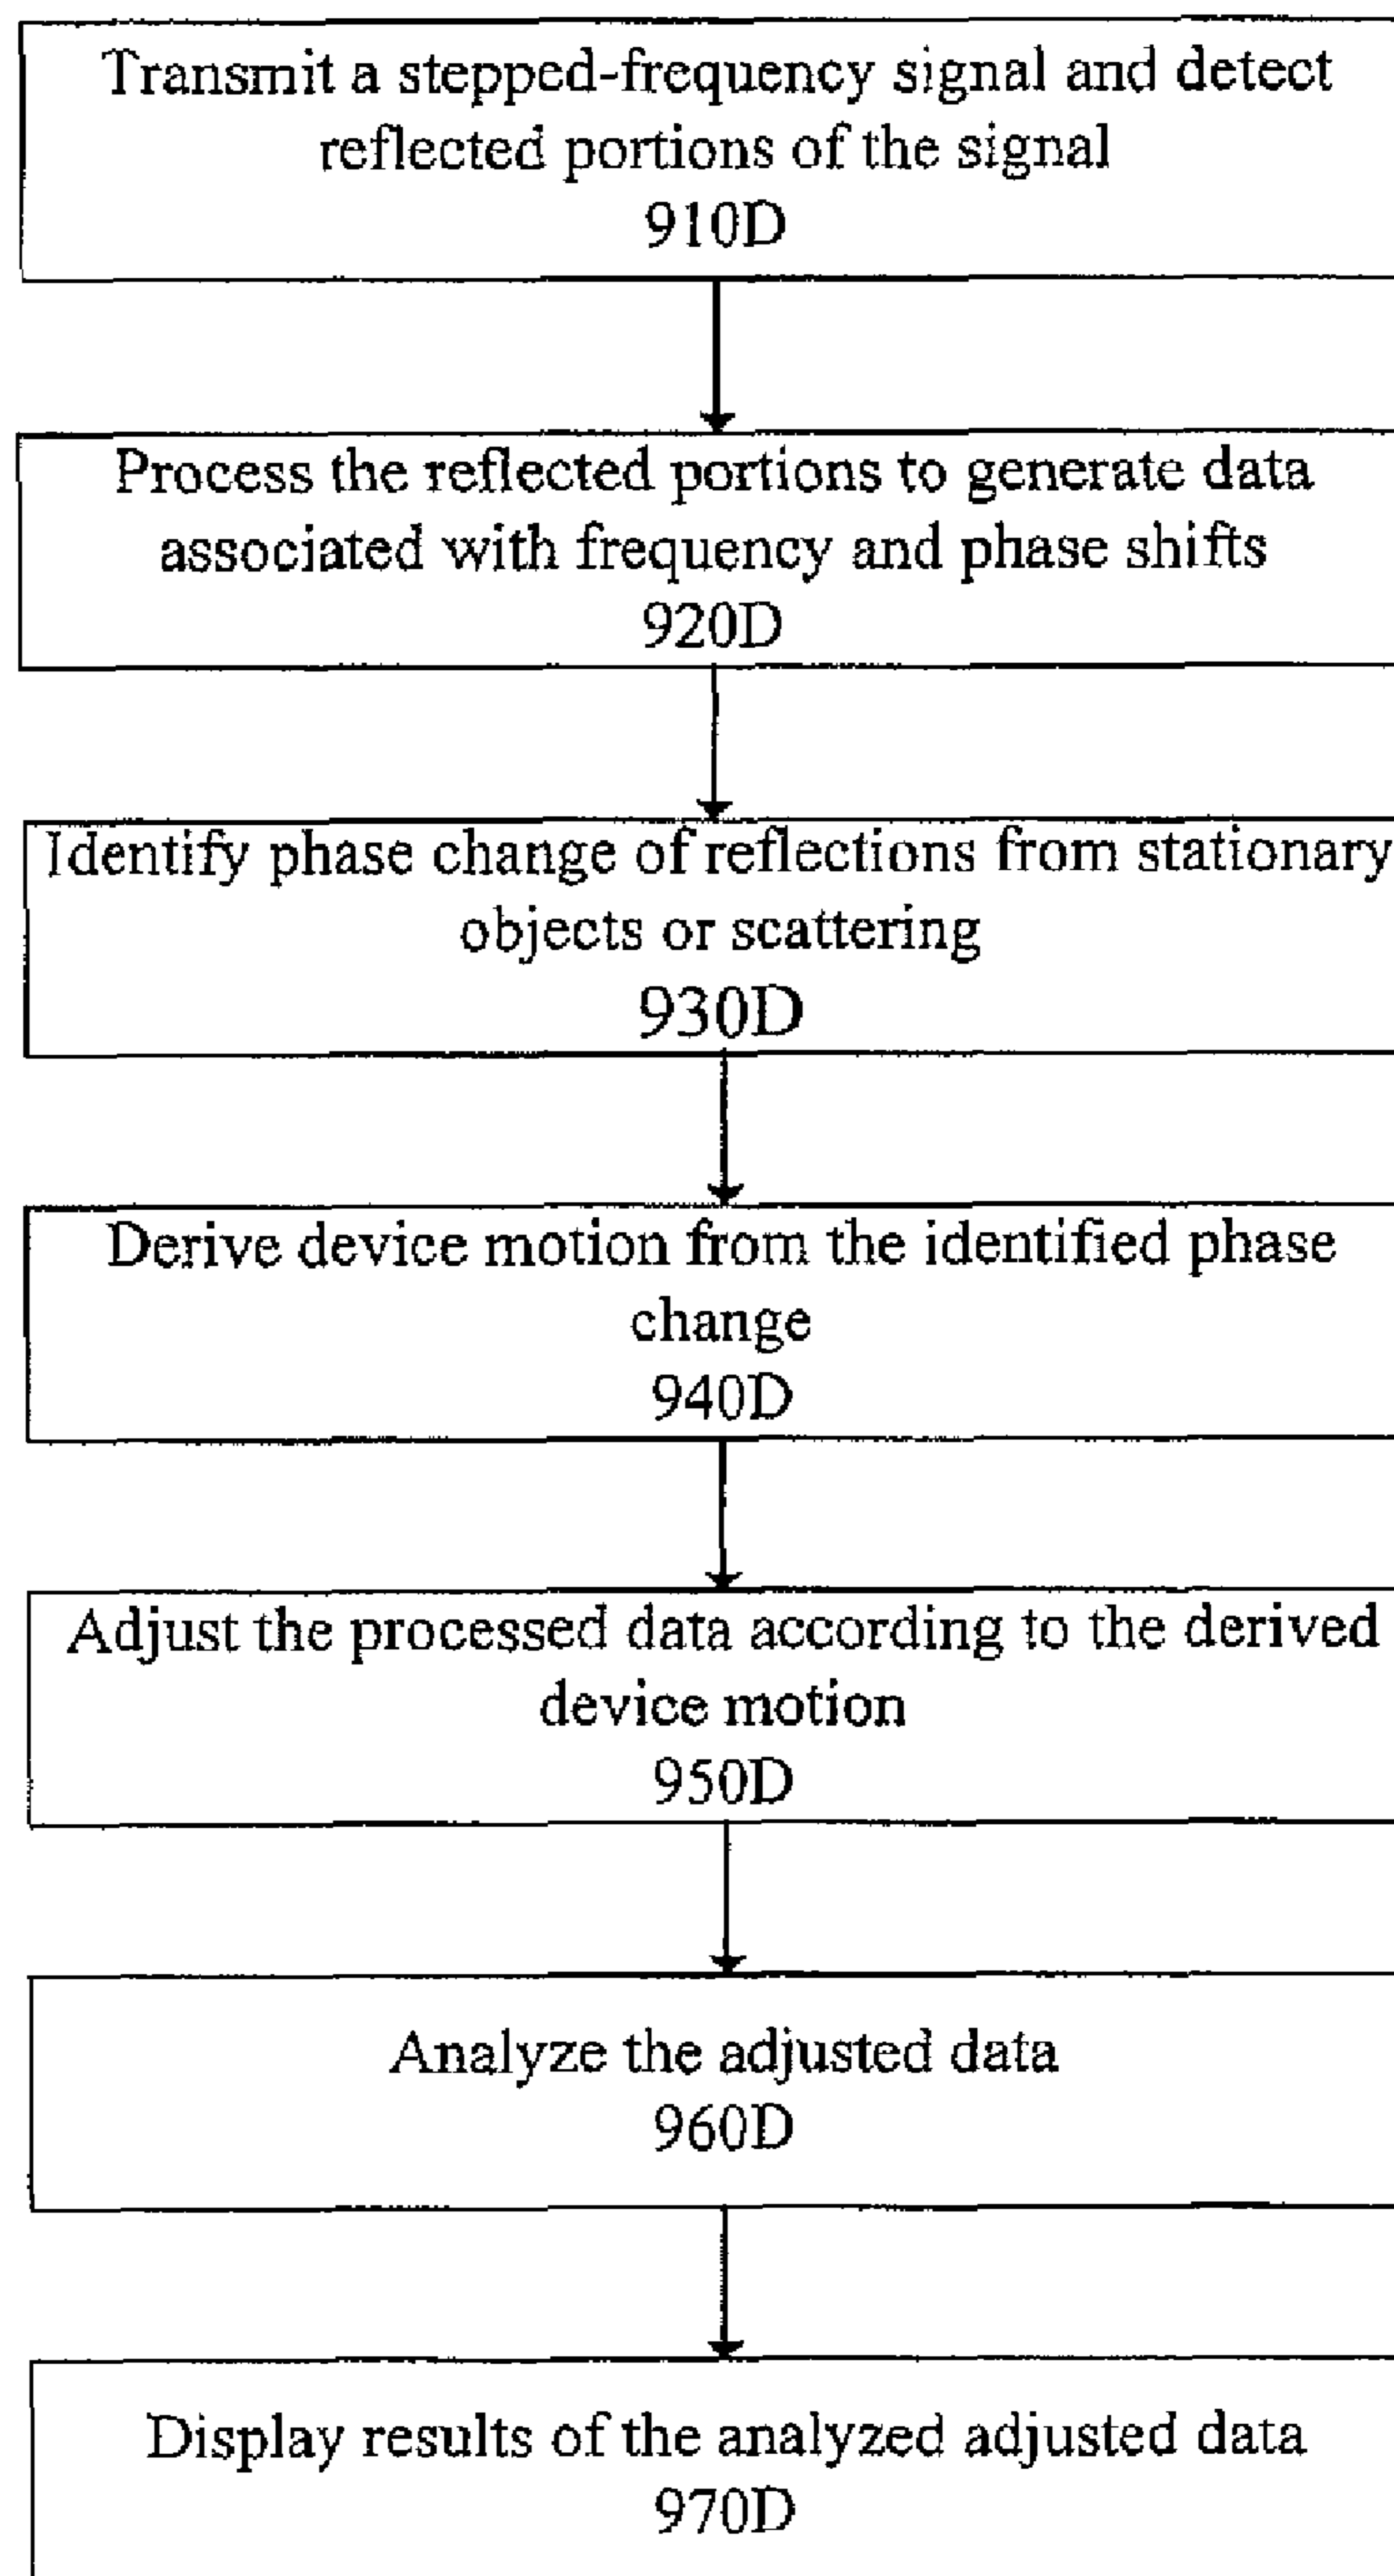 Transmit a stepped-frequency signal and detect
reflected portions of the signal
910D
Process the reflected portions to generate data
associated with frequency and phase shifts
920D
Identify phase change of reflections from stationary
objects or scattering
930D
Derive device motion from the identified phase
change
940D
Adjust the processed data according to the derived
device motion
950D
Analyze the adjusted data
960D
Display results of the analyzed adjusted data
970D